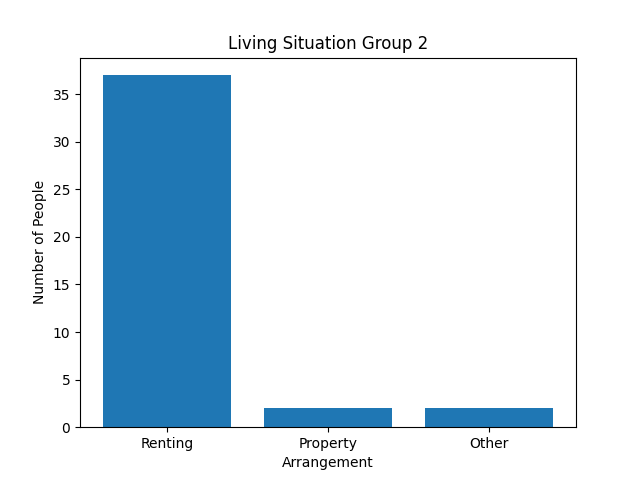 Living Situation Group 2
Number of People
35
30
25
20
15
10
5
0
Renting Property Other
Arrangement